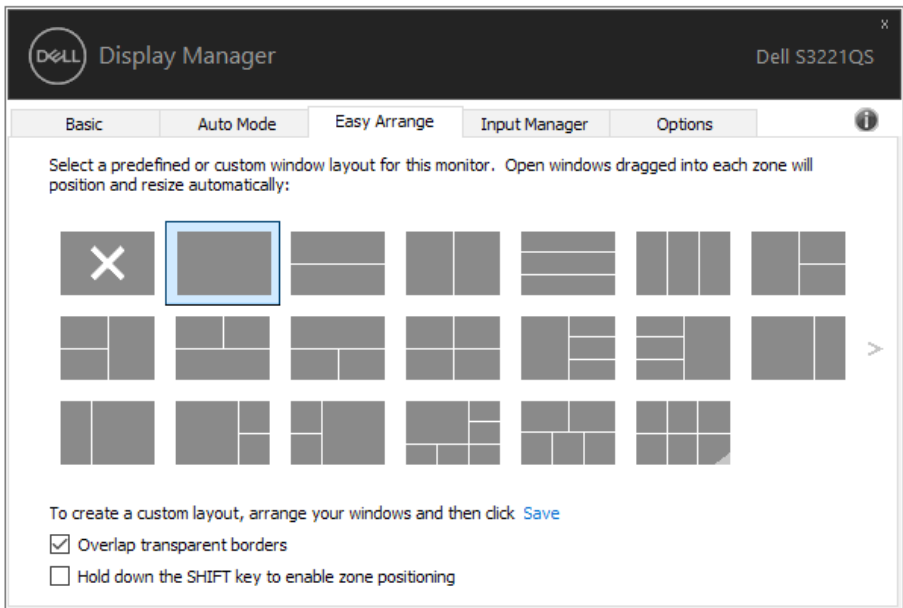 x
DELL Display Manager Dell S3221QS
Basic Auto Mode Easy Arrange Input Manager Options i
Select a predefined or custom window layout for this monitor. Open windows dragged into each zone will
position and resize automatically:
>
To create a custom layout, arrange your windows and then click Save
Overlap transparent borders
Hold down the SHIFT key to enable zone positioning